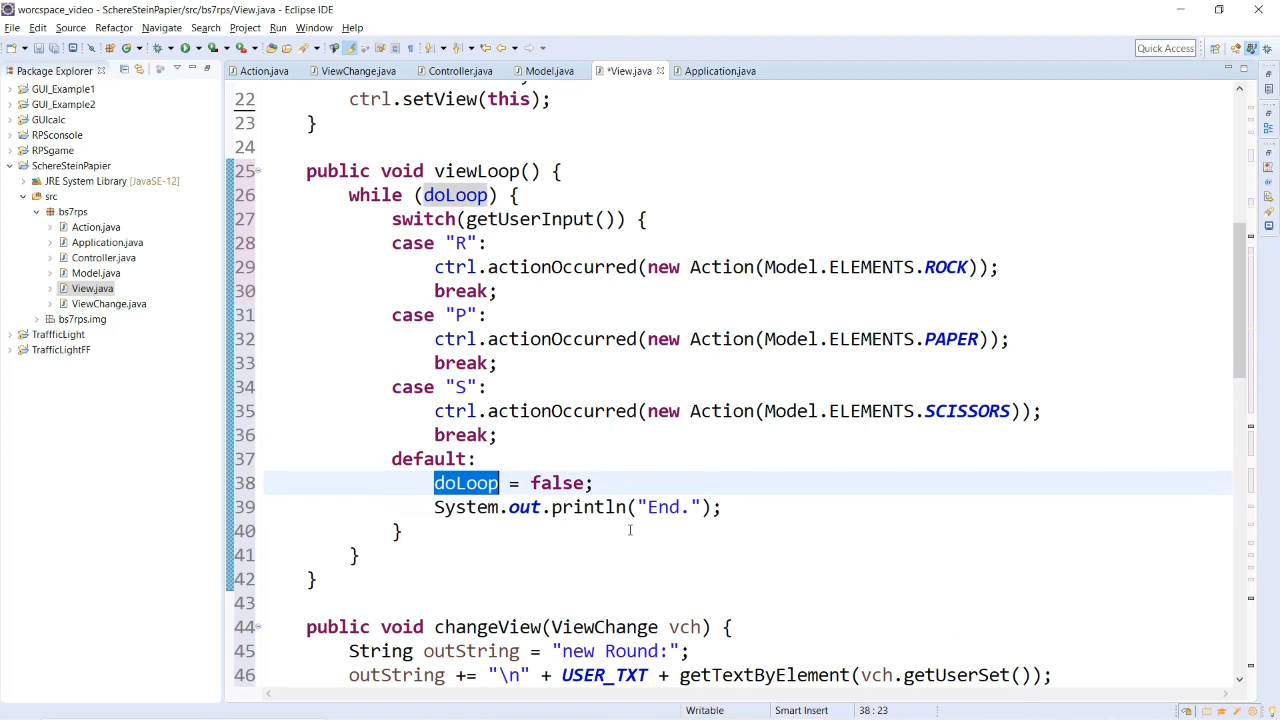 worcspace_video - SchereSteinPapier/src/bs7rps/View.java - Eclipse IDE
File Edit Source Refactor Navigate Search Project Run Window Help
Quick Access
Package Explorer
Action.java ViewChange.java Controller.java Model.java *View.java Application.java
GUI_Example1
GUI_Example2
GUIcalc
RPSconsole
RPSgame
SchereSteinPapier
JRE System Library [JavaSE-12]
src
bs7rps
Action.java
Application.java
Controller.java
Model.java
View.java
ViewChange.java
bs7rps.img
TraffficLight
TrafficLightFF
22 ctrl.setView(this);
23 }
24
25 public void viewLoop() {
26 while (doLoop) {
27 switch(getUserInput()) {
28 case "R":
29 ctrl.actionOccurred(new Action(Model.ELEMENTS.ROCK));
30 break;
31 case "P":
32 ctrl.actionOccurred(new Action(Model.ELEMENTS.PAPER));
33 break;
34 case "S":
35 ctrl.actionOccurred(new Action(Model.ELEMENTS.SCISSORS));
36 break;
37 default:
38 doLoop = false;
39 System.out.println("End.");
40 }
41 }
42 }
43
44 public void changeView(ViewChange vch) {
45 String outString = "new Round:";
46 outString += "\n" + USER_TXT + getTextByElement(vch.getUserSet());
Writable Smart Insert 38 : 23